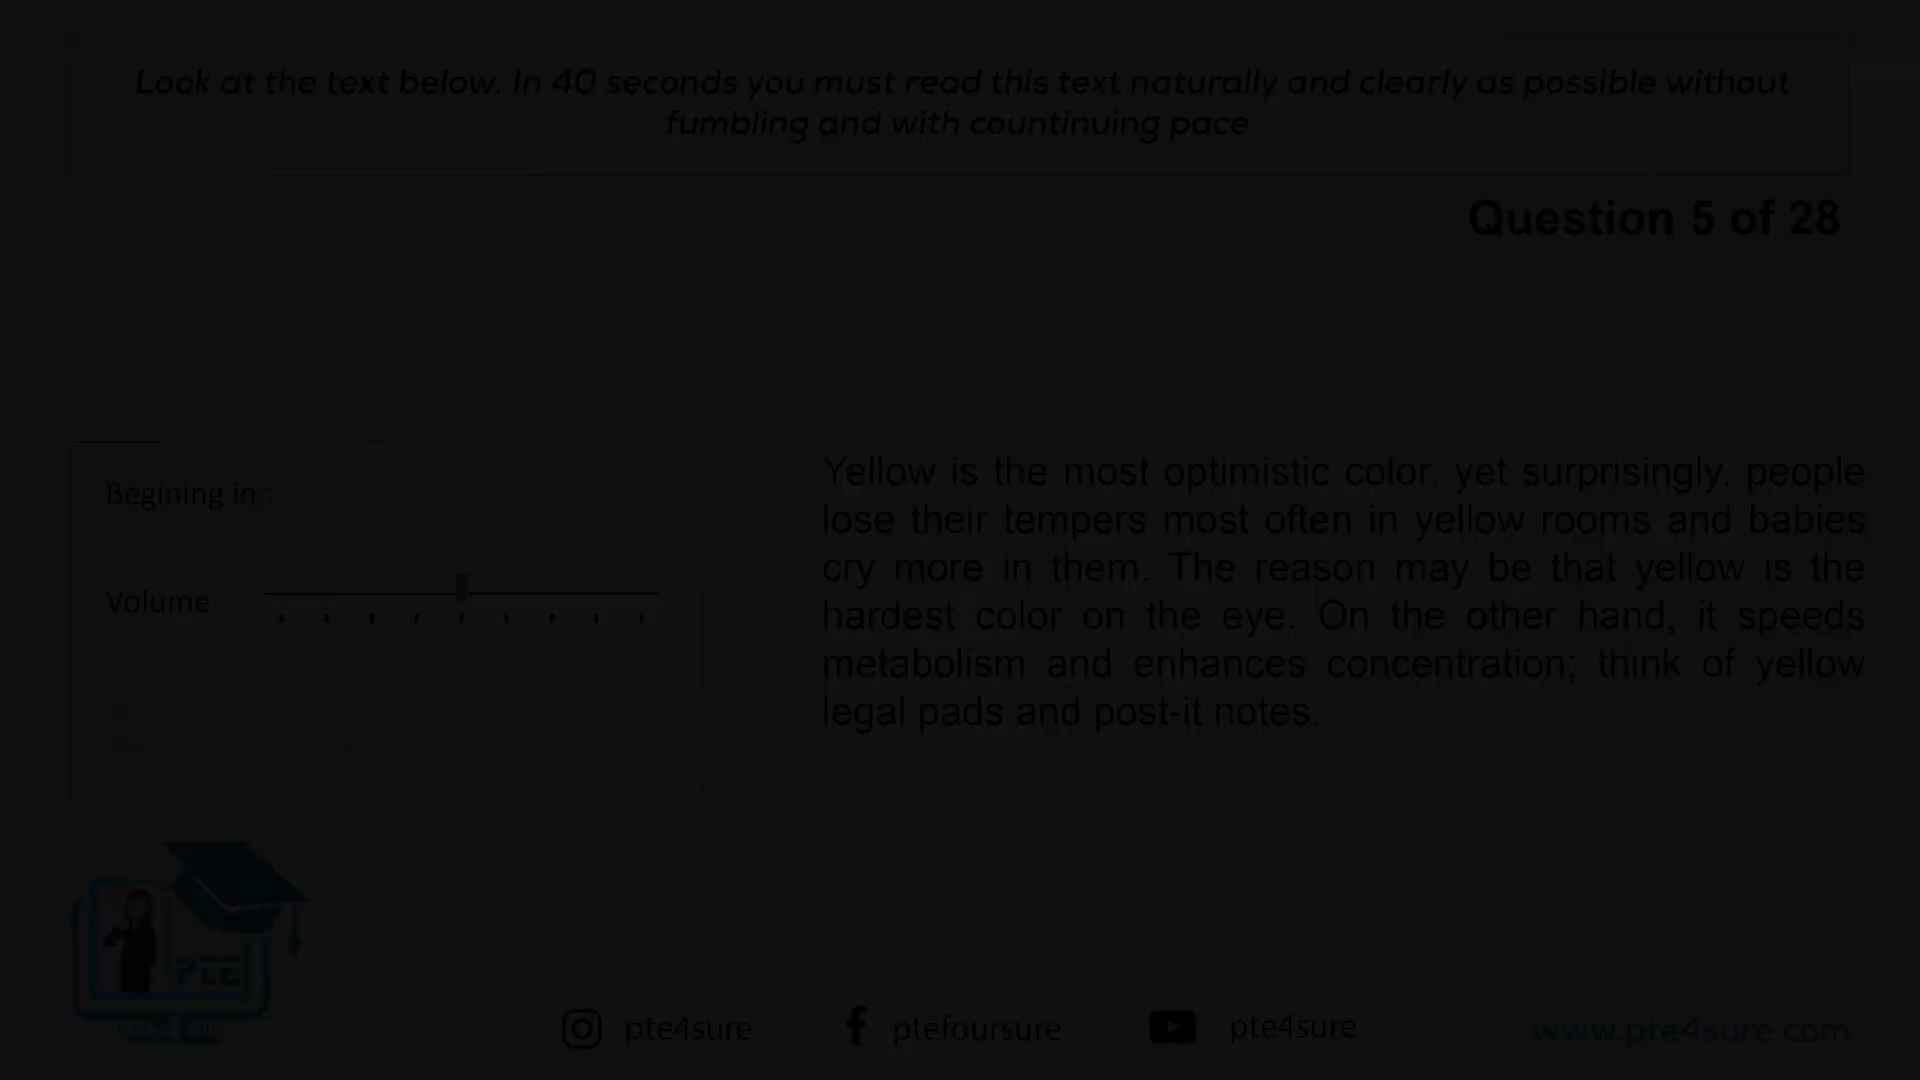 Look at the text below. In 40 seconds you must read this text naturally and clearly as possible without
fumbling and with countinuing pace
Question 5 of 28
Begining in :
Volume
Yellow is the most optimistic color, yet surprisingly, people
lose their tempers most often in yellow rooms and babies
cry more in them. The reason may be that yellow is the
hardest color on the eye. On the other hand, it speeds
metabolism and enhances concentration; think of yellow
legal pads and post-it notes.
PTE
pte4sure
ptefoursure
pte4sure
www.pte4sure.com